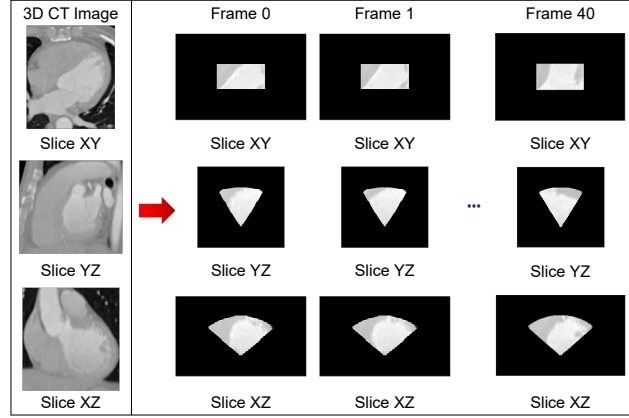 3D CT Image Frame 0 Frame 1 Frame 40
Slice XY Slice XY Slice XY Slice XY
...
Slice YZ Slice YZ Slice YZ Slice YZ
Slice XZ Slice XZ Slice XZ Slice XZ